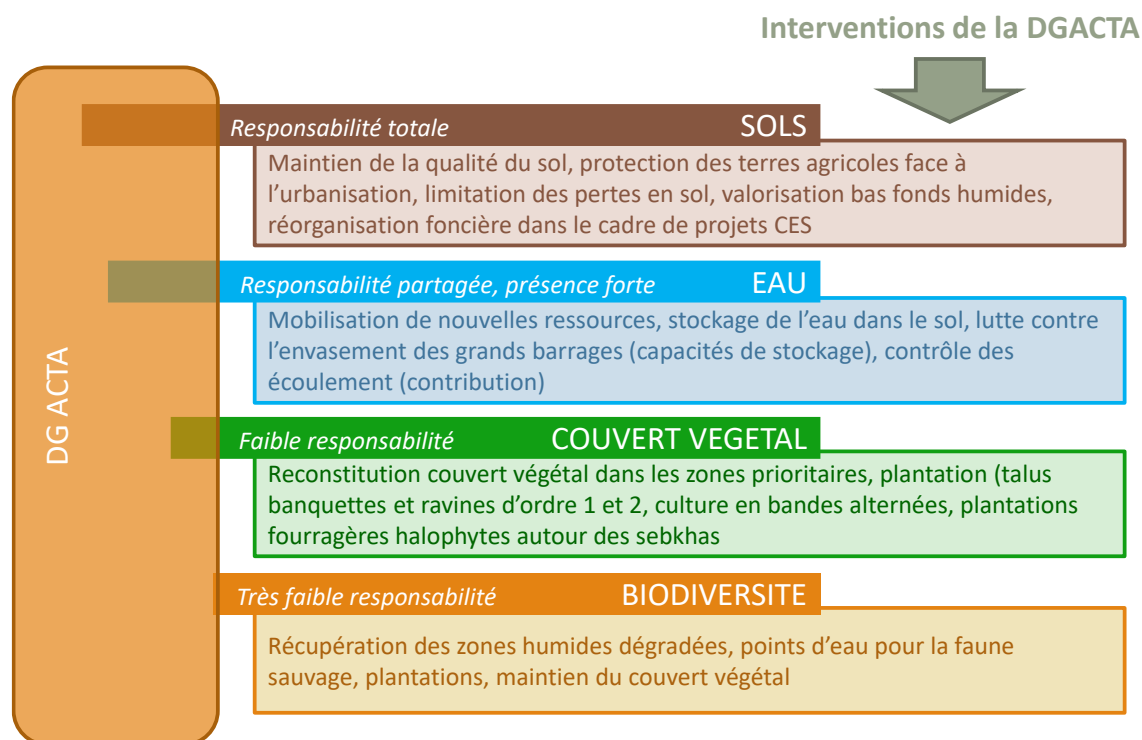 Interventions de la DGACTA
DG ACTA
Responsabilité totale SOLS
Maintien de la qualité du sol, protection des terres agricoles face à
l'urbanisation, limitation des pertes en sol, valorisation bas fonds humides,
réorganisation foncière dans le cadre de projets CES
Responsabilité partagée, présence forte EAU
Mobilisation de nouvelles ressources, stockage de l'eau dans le sol, lutte contre
l'envasement des grands barrages (capacités de stockage), contrôle des
écoulement (contribution)
Faible responsabilité COUVERT VEGETAL
Reconstitution couvert végétal dans les zones prioritaires, plantation (talus
banquettes et ravines d'ordre 1 et 2, culture en bandes alternées, plantations
fourragères halophytes autour des sebkhas
Très faible responsabilité BIODIVERSITE
Récupération des zones humides dégradées, points d'eau pour la faune
sauvage, plantations, maintien du couvert végétal